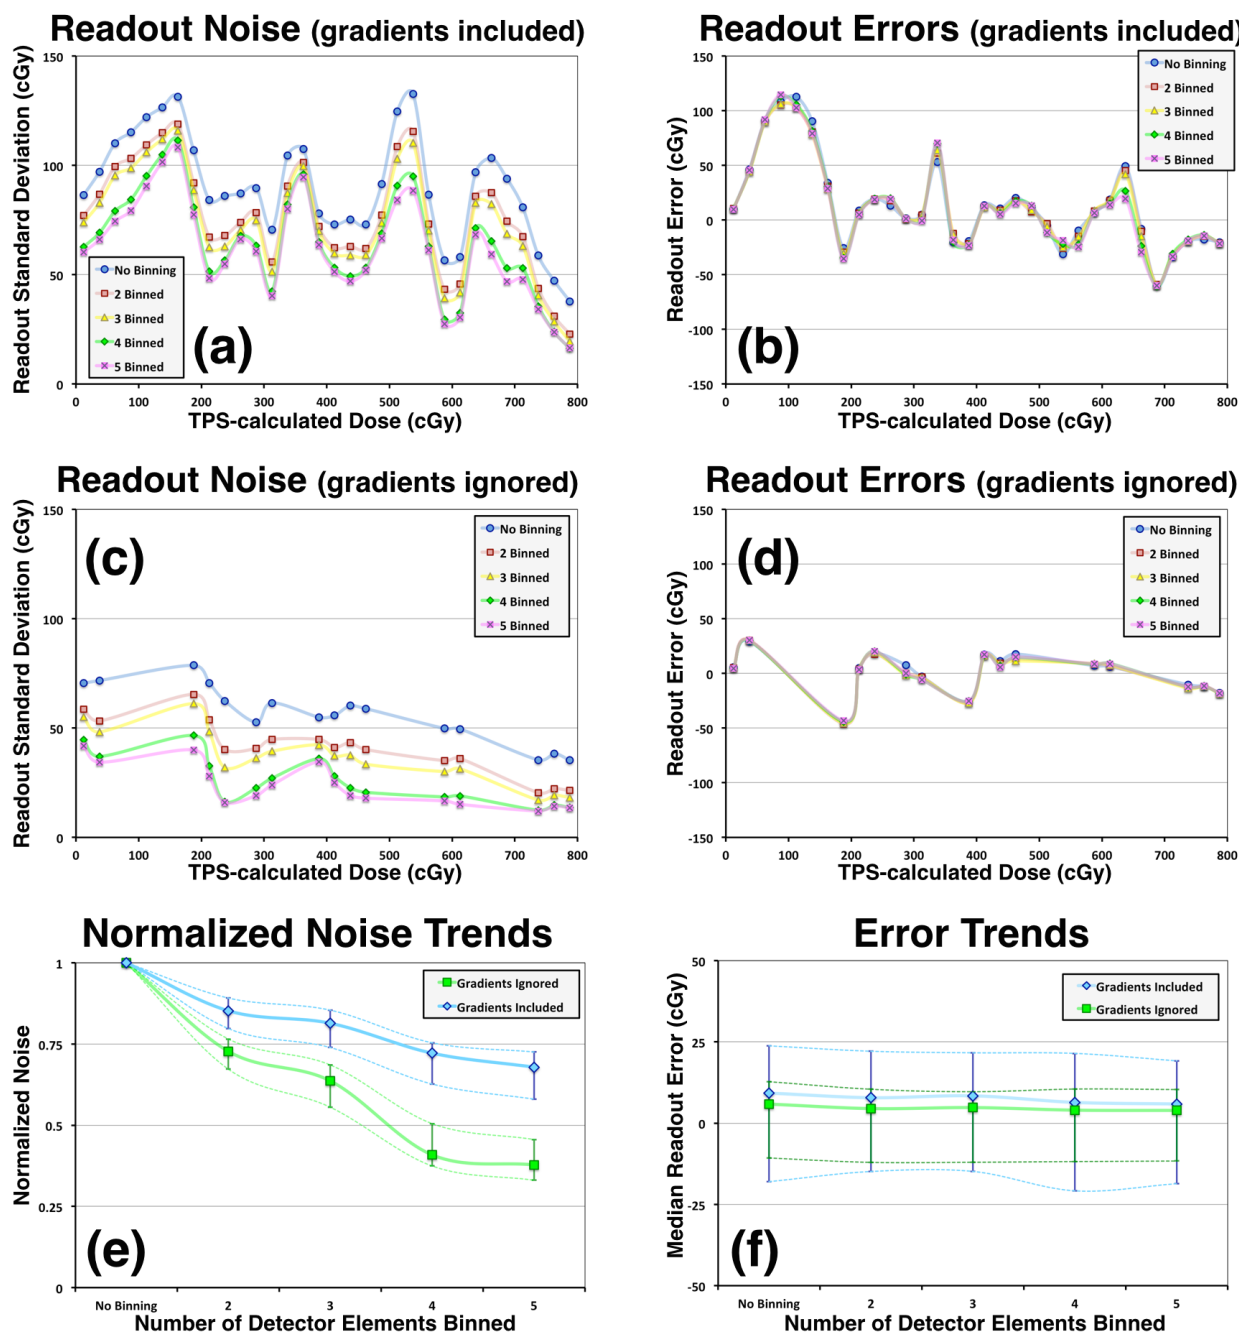 Readout Noise (gradients included)
Readout Standard Deviation (cGy)
150
100
50
0
No Binning
2 Binned
3 Binned
4 Binned
5 Binned
(a)
0 100 200 300 400 500 600 700 800
TPS-calculated Dose (cGy)
Readout Errors (gradients included)
Readout Error (cGy)
150
100
50
0
-50
-100
-150
No Binning
2 Binned
3 Binned
4 Binned
5 Binned
(b)
0 100 200 300 400 500 600 700 800
TPS-calculated Dose (cGy)
Readout Noise (gradients ignored)
Readout Standard Deviation (cGy)
150
100
50
0
No Binning
2 Binned
3 Binned
4 Binned
5 Binned
(c)
0 100 200 300 400 500 600 700 800
TPS-calculated Dose (cGy)
Readout Errors (gradients ignored)
Readout Error (cGy)
150
100
50
0
-50
-100
-150
No Binning
2 Binned
3 Binned
4 Binned
5 Binned
(d)
0 100 200 300 400 500 600 700 800
TPS-calculated Dose (cGy)
Normalized Noise Trends
Normalized Noise
1
0.75
0.5
0.25
0
Gradients Ignored
Gradients Included
(e)
No Binning 2 3 4 5
Number of Detector Elements Binned
Error Trends
Median Readout Error (cGy)
50
25
0
-25
-50
Gradients Included
Gradients Ignored
(f)
No Binning 2 3 4 5
Number of Detector Elements Binned